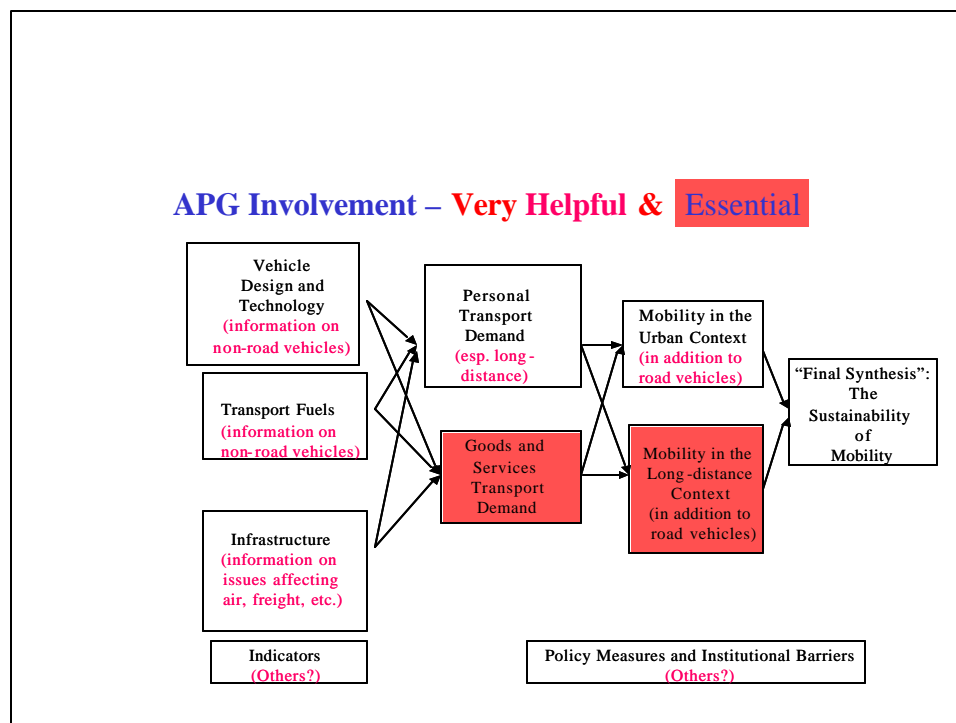 APG Involvement – Very Helpful & Essential
Vehicle
Design and
Technology
(information on
non-road vehicles)
Transport Fuels
(information on
non-road vehicles)
Infrastructure
(information on
issues affecting
air, freight, etc.)
Indicators
(Others?)
Personal
Transport
Demand
(esp. long-
distance)
Goods and
Services
Transport
Demand
Mobility in the
Urban Context
(in addition to
road vehicles)
Mobility in the
Long-distance
Context
(in addition to
road vehicles)
“Final Synthesis”:
The
Sustainability
of
Mobility
Policy Measures and Institutional Barriers
(Others?)